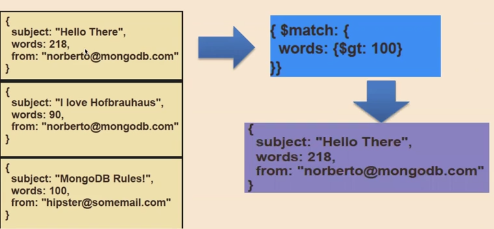 {
subject: "Hello There",
words: 218,
from: "norberto@mongodb.com"
}
{
subject: "I love Hofbrauhaus",
words: 90,
from: "norberto@mongodb.com"
}
{
subject: "MongoDB Rules!",
words: 100,
from: "hipster@somemail.com"
}
{ $match: {
words: {$gt: 100}
}}
{
subject: "Hello There",
words: 218,
from: "norberto@mongodb.com"
}